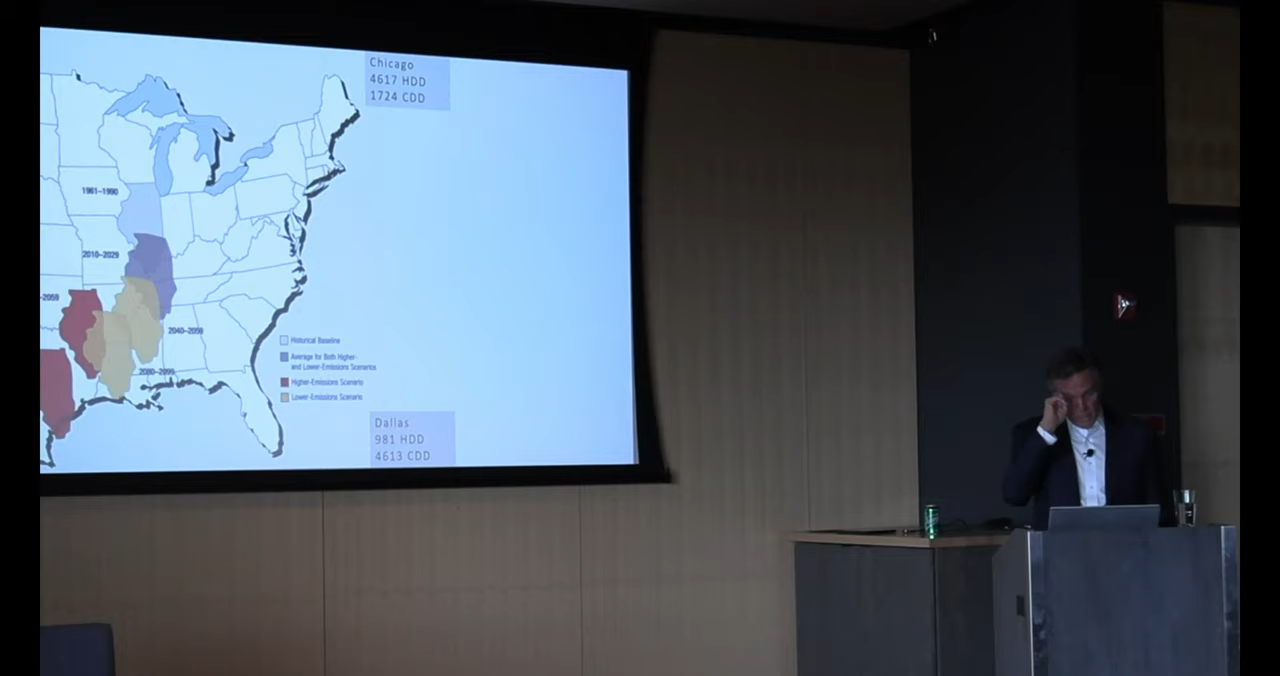 Chicago
4617 HDD
1724 CDD
1961–1990
2010–2029
-2059
2040–2059
2080–2099
Historical Baseline
Average for Both Higher-
and Lower-Emissions Scenarios
Higher-Emissions Scenario
Lower-Emissions Scenario
Dallas
981 HDD
4613 CDD